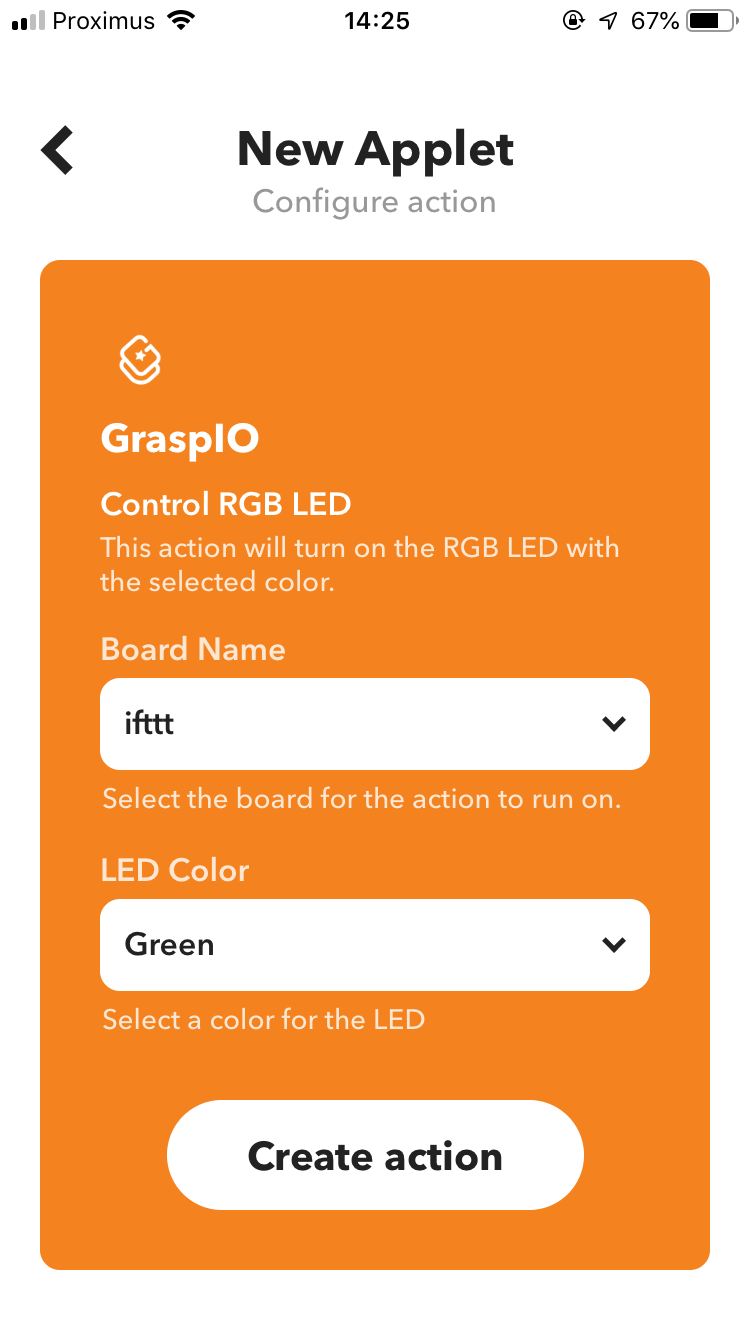 Proximus 14:25 67%
New Applet
Configure action
GraspIO
Control RGB LED
This action will turn on the RGB LED with
the selected color.
Board Name
ifttt
Select the board for the action to run on.
LED Color
Green
Select a color for the LED
Create action